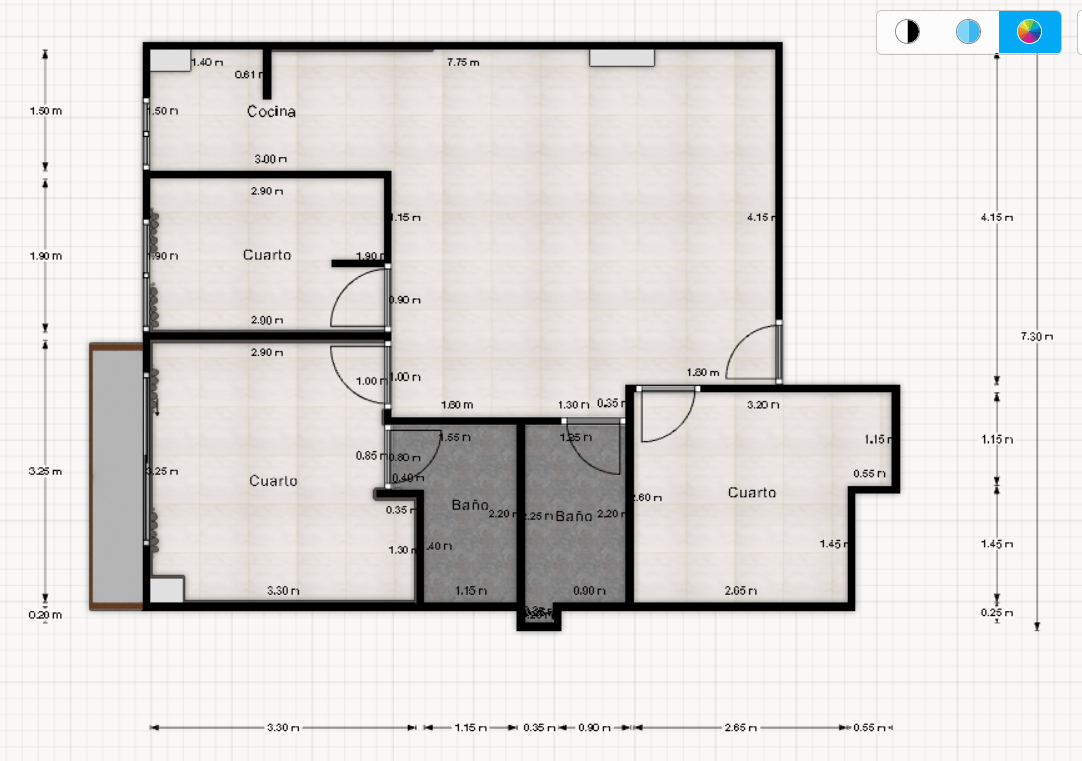 1.40 m
7.75 m
0.61 m
1.50 m
1.50 m
Cocina
3.00 m
2.90 m
1.15 m
4.15 m
4.15 m
1.90 m
1.90 m
Cuarto
1.90 m
0.90 m
2.90 m
7.30 m
2.90 m
1.00 m
1.00 m
1.60 m
1.60 m
1.30 m
0.35 m
3.20 m
1.55 m
1.25 m
1.15 m
1.15 m
0.85 m
0.80 m
3.25 m
3.25 m
0.40 m
0.55 m
Cuarto
Cuarto
2.60 m
Baño
0.35 m
2.20 m
2.25 m
Baño
2.20 m
1.30 m
1.40 m
1.45 m
1.45 m
3.30 m
1.15 m
0.90 m
2.65 m
0.20 m
0.25 m
3.30 m
1.15 m
0.35 m
0.90 m
2.65 m
0.55 m